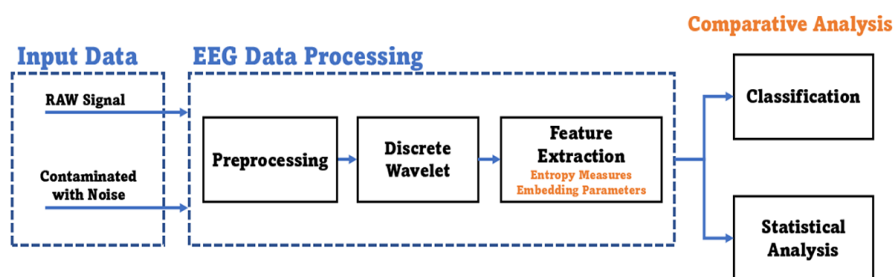 Comparative Analysis
Input Data
EEG Data Processing
RAW Signal
Contaminated
with Noise
Preprocessing
Discrete
Wavelet
Feature
Extraction
Entropy Measures
Embedding Parameters
Classification
Statistical
Analysis